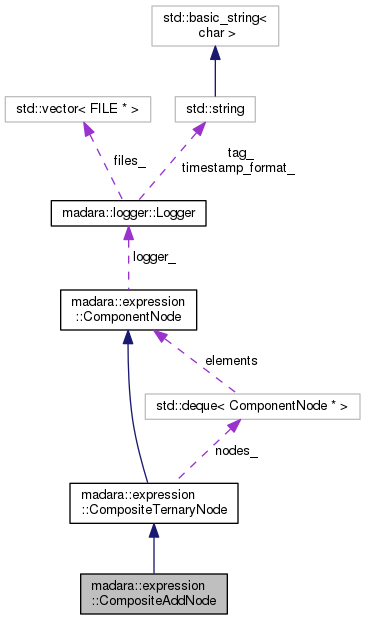 std::basic_string<
char >
std::vector< FILE * >
std::string
files_
tag_
timestamp_format_
madara::logger::Logger
logger_
madara::expression
::ComponentNode
elements
std::deque< ComponentNode * >
nodes_
madara::expression
::CompositeTernaryNode
madara::expression
::CompositeAddNode